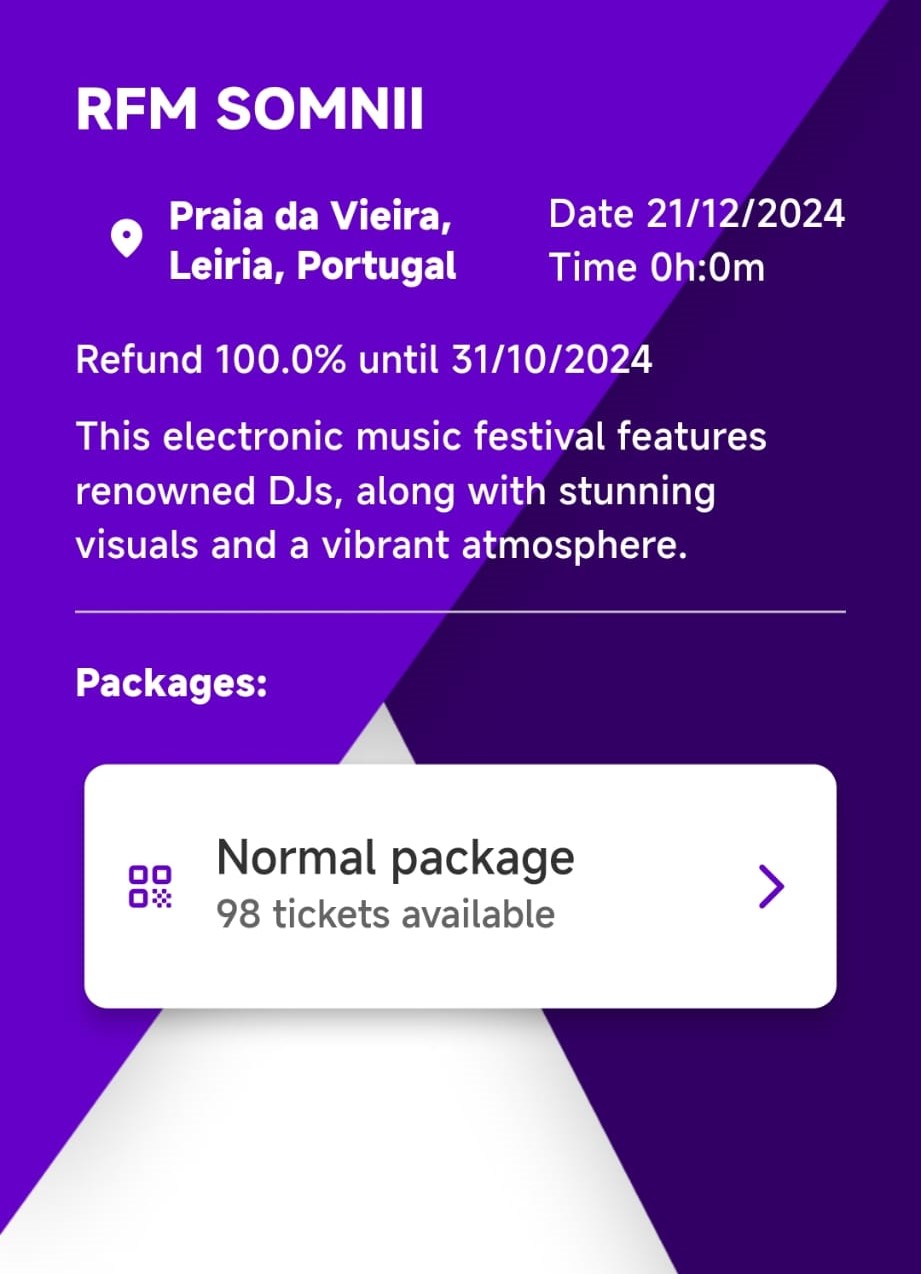 RFM SOMNII
Praia da Vieira,
Leiria, Portugal
Date 21/12/2024
Time 0h:0m
Refund 100.0% until 31/10/2024
This electronic music festival features
renowned DJs, along with stunning
visuals and a vibrant atmosphere.
Packages:
Normal package
98 tickets available